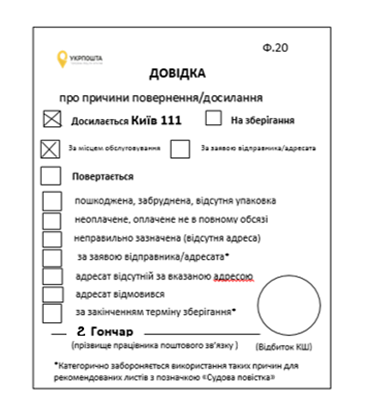 Ф.20
УКРПОШТА
ДОВІДКА
про причини повернення/досилання
Досилається Київ 111 На зберігання
За місцем обслуговування За заявою відправника/адресата
Повертається
пошкоджена, забруднена, відсутня упаковка
неоплачене, оплачене не в повному обсязі
неправильно зазначена (відсутня адреса)
за заявою відправника/адресата*
адресат відсутній за вказаною адресою
адресат відмовився
за закінченням терміну зберігання*
2 Гончар
(прізвище працівника поштового зв'язку ) (Відбиток КШ)
*Категорично забороняється використання таких причин для
рекомендованих листів з позначкою «Судова повістка»